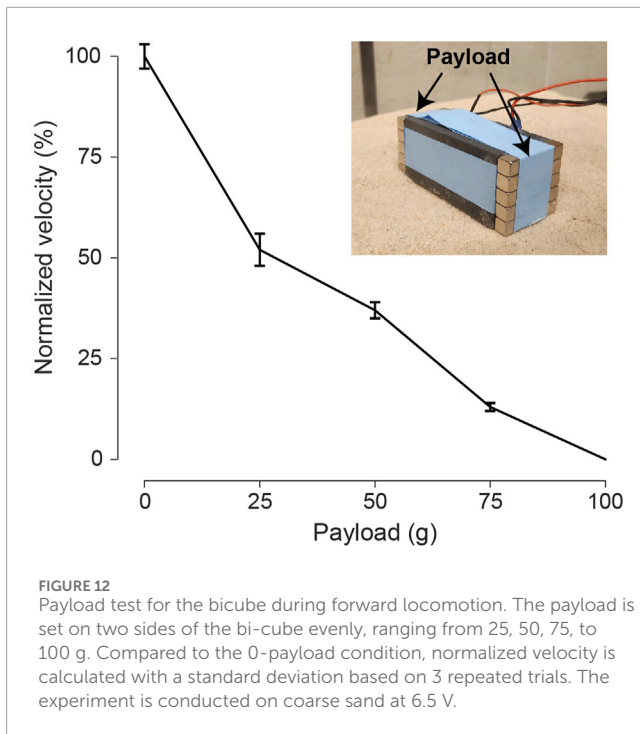 100
75
50
25
0
Normalized velocity (%)
Payload
0 25 50 75 100
Payload (g)
FIGURE 12
Payload test for the bicube during forward locomotion. The payload is
set on two sides of the bi-cube evenly, ranging from 25, 50, 75, to
100 g. Compared to the 0-payload condition, normalized velocity is
calculated with a standard deviation based on 3 repeated trials. The
experiment is conducted on coarse sand at 6.5 V.